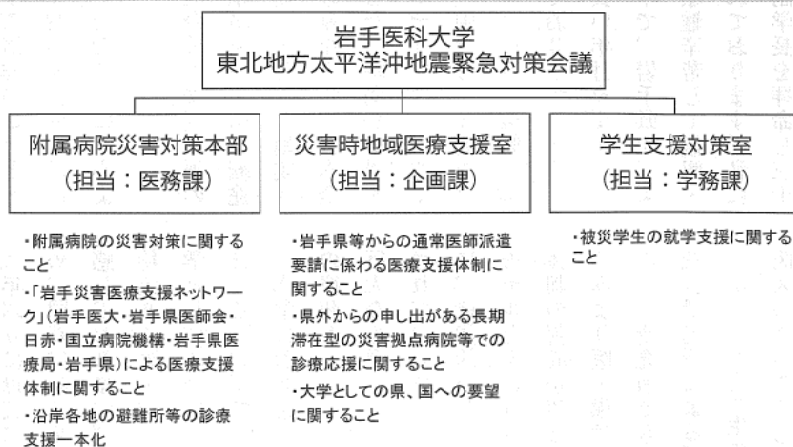 岩手医科大学
東北地方太平洋沖地震緊急対策会議
附属病院災害対策本部
(担当：医務課)
・附属病院の災害対策に関する
こと
・「岩手災害医療支援ネットワー
ク」(岩手医大・岩手県医師会・
日赤・国立病院機構・岩手県医
療局・岩手県)による医療支援
体制に関すること
・沿岸各地の避難所等の診療
支援一本化
災害時地域医療支援室
(担当：企画課)
・岩手県等からの通常医師派遣
要請に係わる医療支援体制に
関すること
・県外からの申し出がある長期
滞在型の災害拠点病院等での
診療応援に関すること
・大学としての県、国への要望
に関すること
学生支援対策室
(担当：学務課)
・被災学生の就学支援に関する
こと